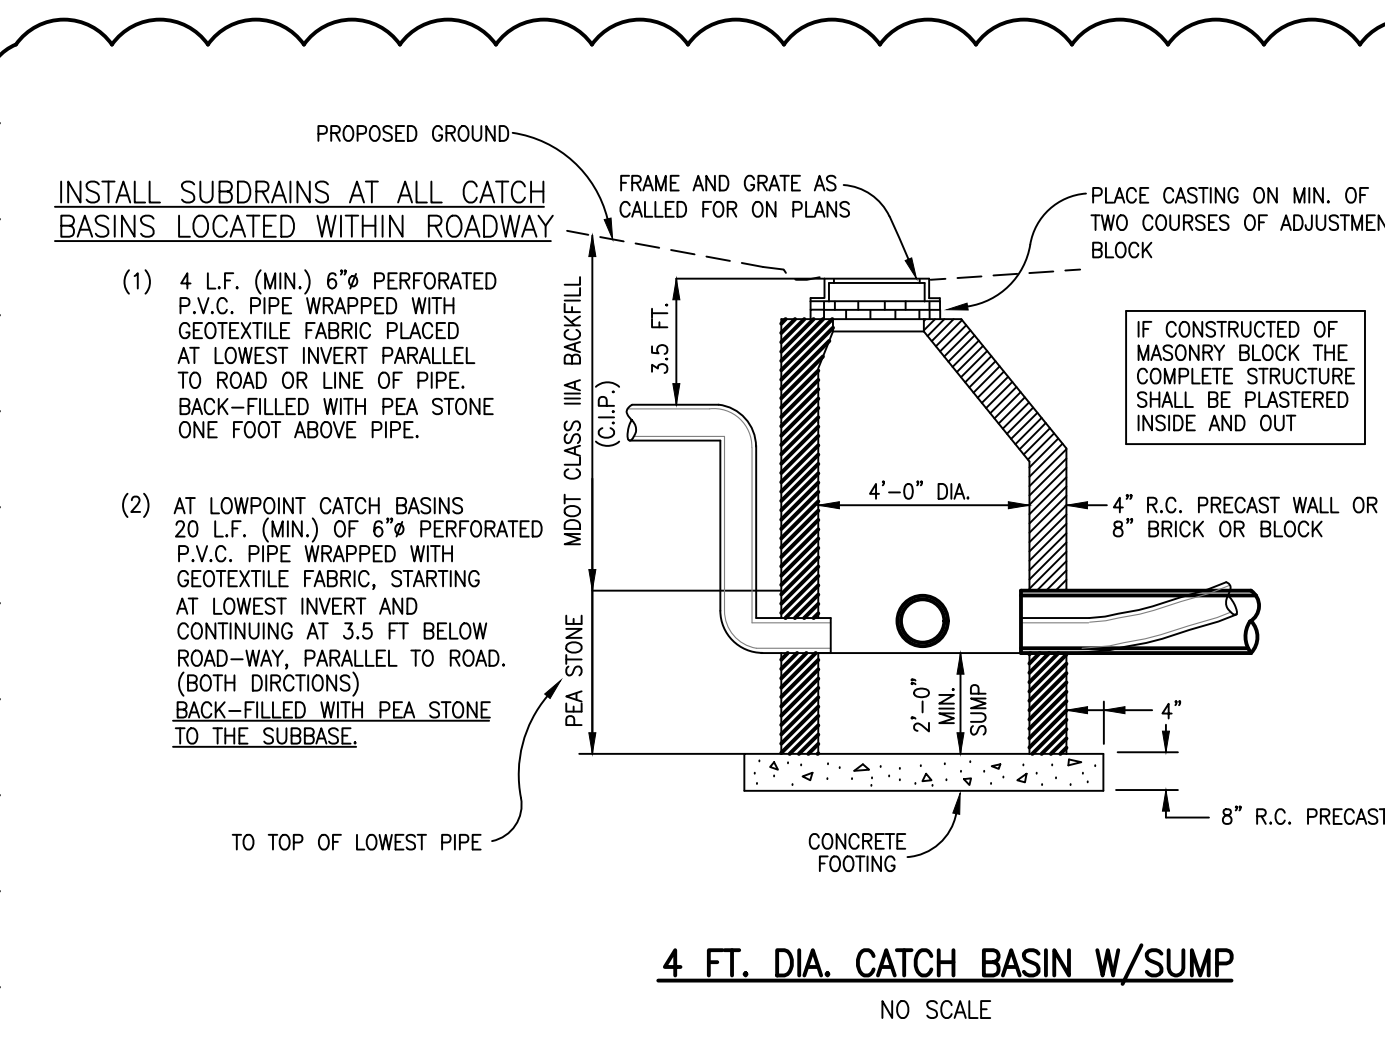 PROPOSED GROUND
INSTALL SUBDRAINS AT ALL CATCH
BASINS LOCATED WITHIN ROADWAY
(1) 4 L.F. (MIN.) 6"ø PERFORATED
P.V.C. PIPE WRAPPED WITH
GEOTEXTILE FABRIC PLACED
AT LOWEST INVERT PARALLEL
TO ROAD OR LINE OF PIPE.
BACK-FILLED WITH PEA STONE
ONE FOOT ABOVE PIPE.
(2) AT LOWPOINT CATCH BASINS
20 L.F. (MIN.) OF 6"ø PERFORATED
P.V.C. PIPE WRAPPED WITH
GEOTEXTILE FABRIC, STARTING
AT LOWEST INVERT AND
CONTINUING AT 3.5 FT BELOW
ROAD-WAY, PARALLEL TO ROAD.
(BOTH DIRCTIONS)
BACK-FILLED WITH PEA STONE
TO THE SUBBASE.
TO TOP OF LOWEST PIPE
FRAME AND GRATE AS
CALLED FOR ON PLANS
PLACE CASTING ON MIN. OF
TWO COURSES OF ADJUSTMEN
BLOCK
IF CONSTRUCTED OF
MASONRY BLOCK THE
COMPLETE STRUCTURE
SHALL BE PLASTERED
INSIDE AND OUT
MDOT CLASS IIIA BACKFILL
(C.I.P.)
3.5 FT.
4'-0" DIA.
4" R.C. PRECAST WALL OR
8" BRICK OR BLOCK
PEA STONE
2'-0"
MIN.
SUMP
4"
8" R.C. PRECAST
CONCRETE
FOOTING
4 FT. DIA. CATCH BASIN W/SUMP
NO SCALE